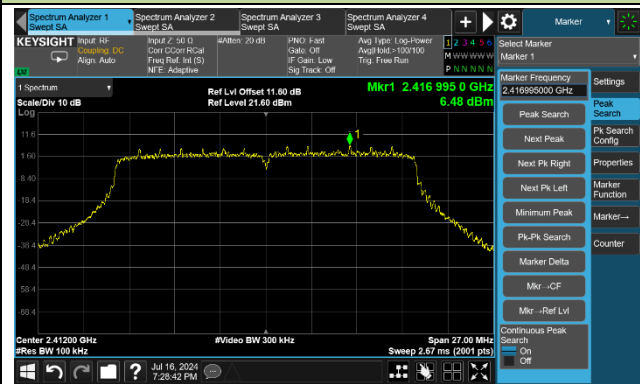 Spectrum Analyzer 1
Swept SA
Spectrum Analyzer 2
Swept SA
Spectrum Analyzer 3
Swept SA
Spectrum Analyzer 4
Swept SA
Marker
KEYSIGHT
Input: RF
Coupling: DC
Align: Auto
Input Z: 50 Ω
Corr CCorr RCal
Freq Ref: Int (S)
NFE: Adaptive
#Atten: 20 dB
PNO: Fast
Gate: Off
IF Gain: Low
Sig Track: Off
Avg Type: Log-Power
Avg|Hold:>100/100
Trig: Free Run
1 2 3 4 5 6
M W W W W W
P N N N N N
Select Marker
Marker 1
1 Spectrum
Scale/Div 10 dB
Log
Ref Lvl Offset 11.60 dB
Ref Level 21.60 dBm
Mkr1 2.416 995 0 GHz
6.48 dBm
11.6
1.60
-8.40
-18.4
-28.4
-38.4
-48.4
-58.4
-68.4
1
Center 2.41200 GHz
#Res BW 100 kHz
#Video BW 300 kHz
Span 27.00 MHz
Sweep 2.67 ms (2001 pts)
Marker Frequency
2.416995000 GHz
Peak Search
Next Peak
Next Pk Right
Next Pk Left
Minimum Peak
Pk-Pk Search
Marker Delta
Mkr→CF
Mkr→Ref Lvl
Continuous Peak
Search
On
Off
Settings
Peak
Search
Pk Search
Config
Properties
Marker
Function
Marker→
Counter
Jul 16, 2024
7:28:42 PM